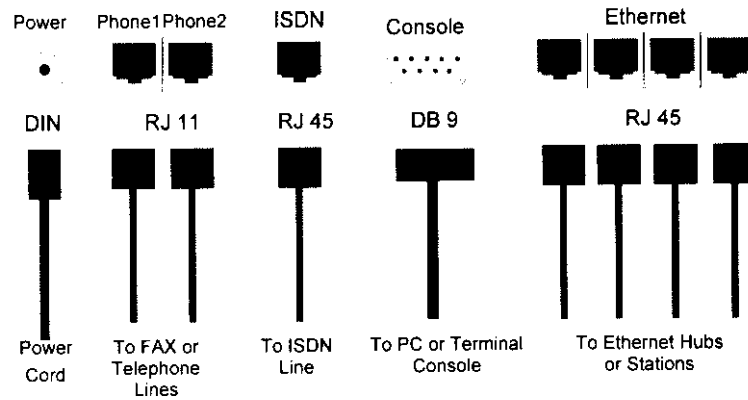 Power Phone1 Phone2 ISDN Console Ethernet
DIN RJ 11 RJ 45 DB 9 RJ 45
Power Cord
To FAX or
Telephone
Lines
To ISDN
Line
To PC or Terminal
Console
To Ethernet Hubs
or Stations